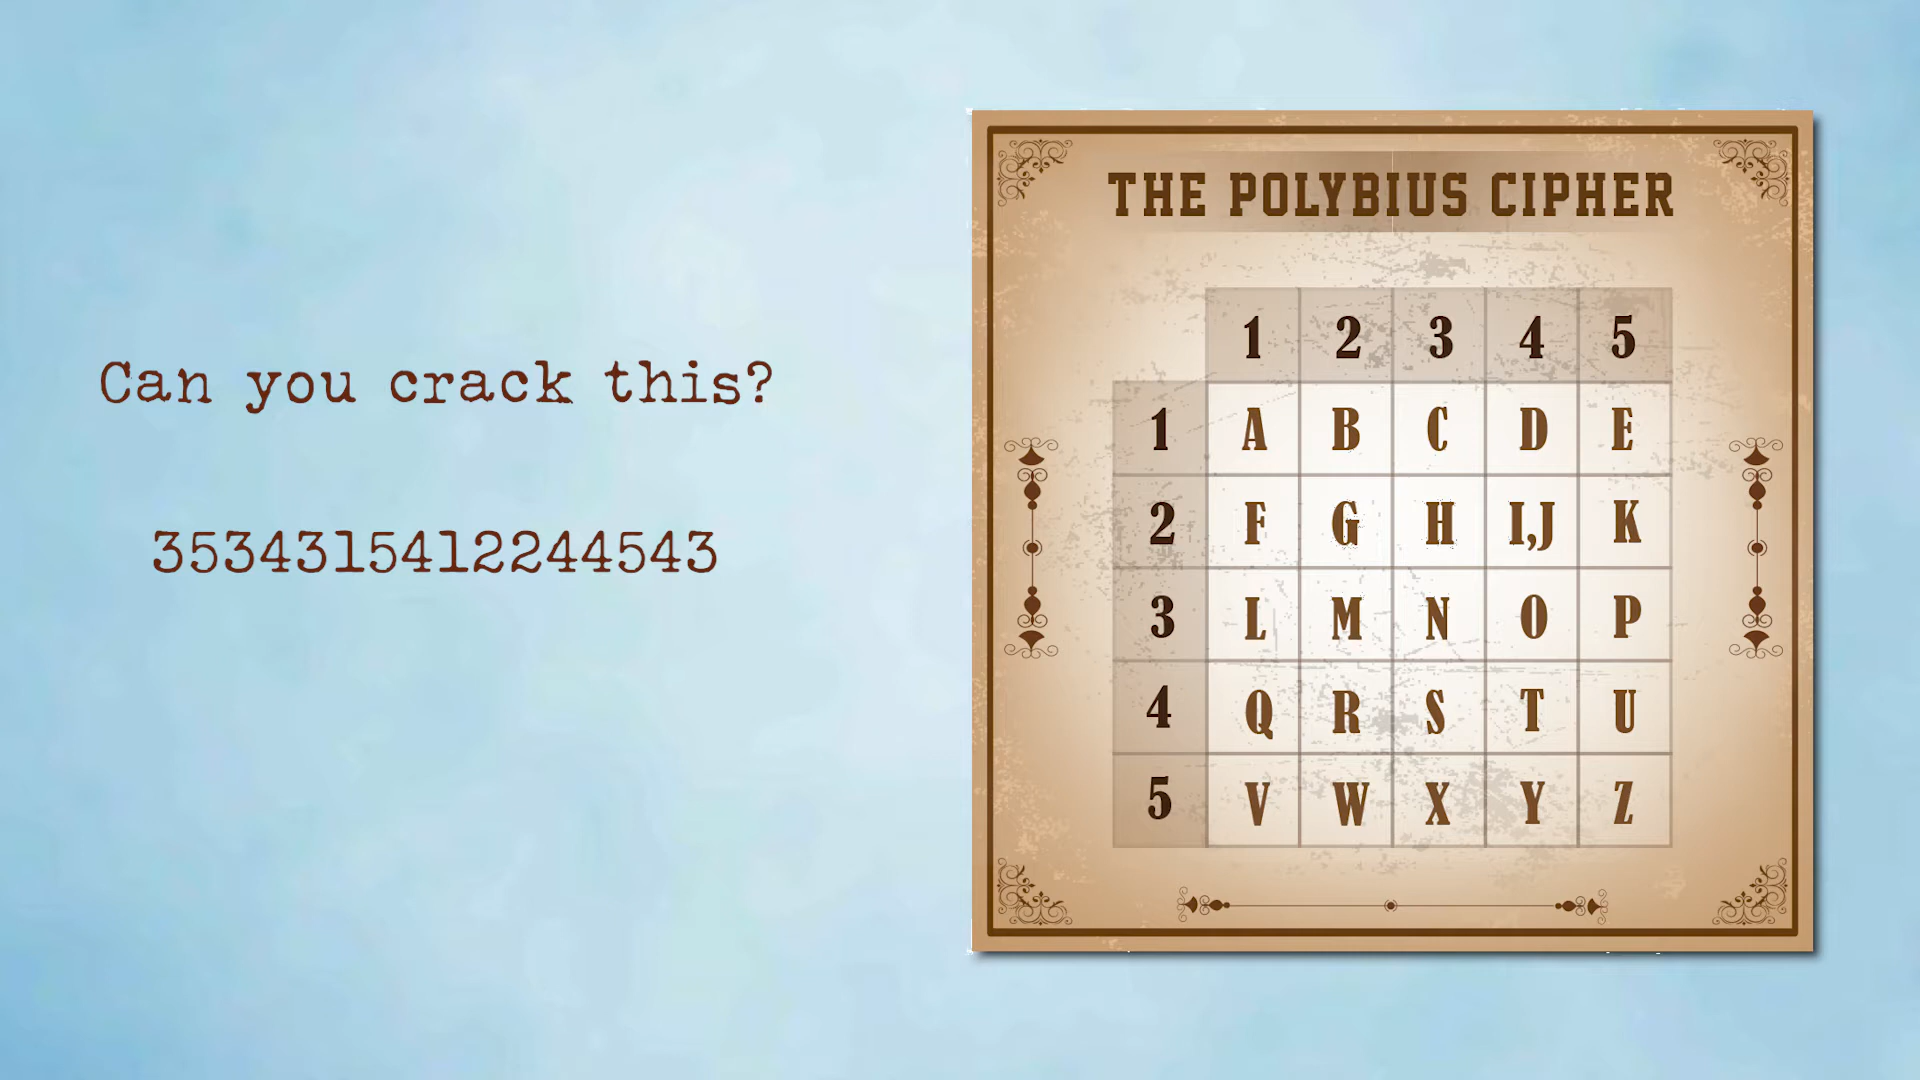 Can you crack this?
3534315412244543
THE POLYBIUS CIPHER
1 2 3 4 5
1 A B C D E
2 F G H I,J K
3 L M N O P
4 Q R S T U
5 V W X Y Z